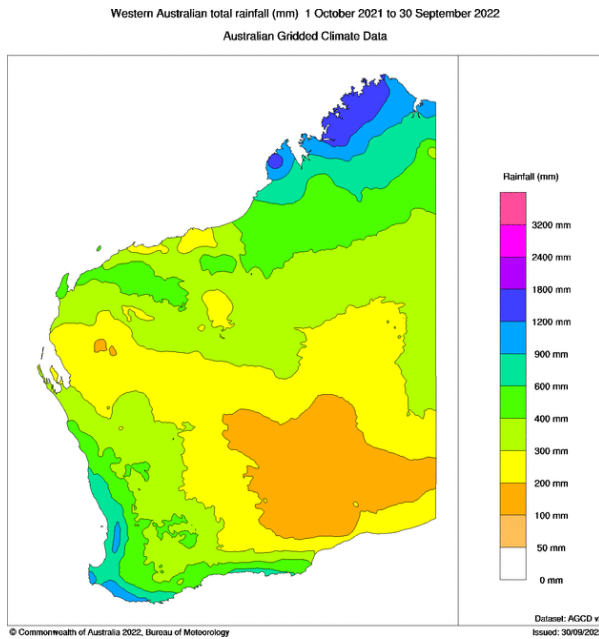 Western Australian total rainfall (mm) 1 October 2021 to 30 September 2022
Australian Gridded Climate Data
Rainfall (mm)
3200 mm
2400 mm
1800 mm
1200 mm
900 mm
600 mm
400 mm
300 mm
200 mm
100 mm
50 mm
0 mm
Dataset: AGCD v
© Commonwealth of Australia 2022, Bureau of Meteorology
Issued: 30/09/202